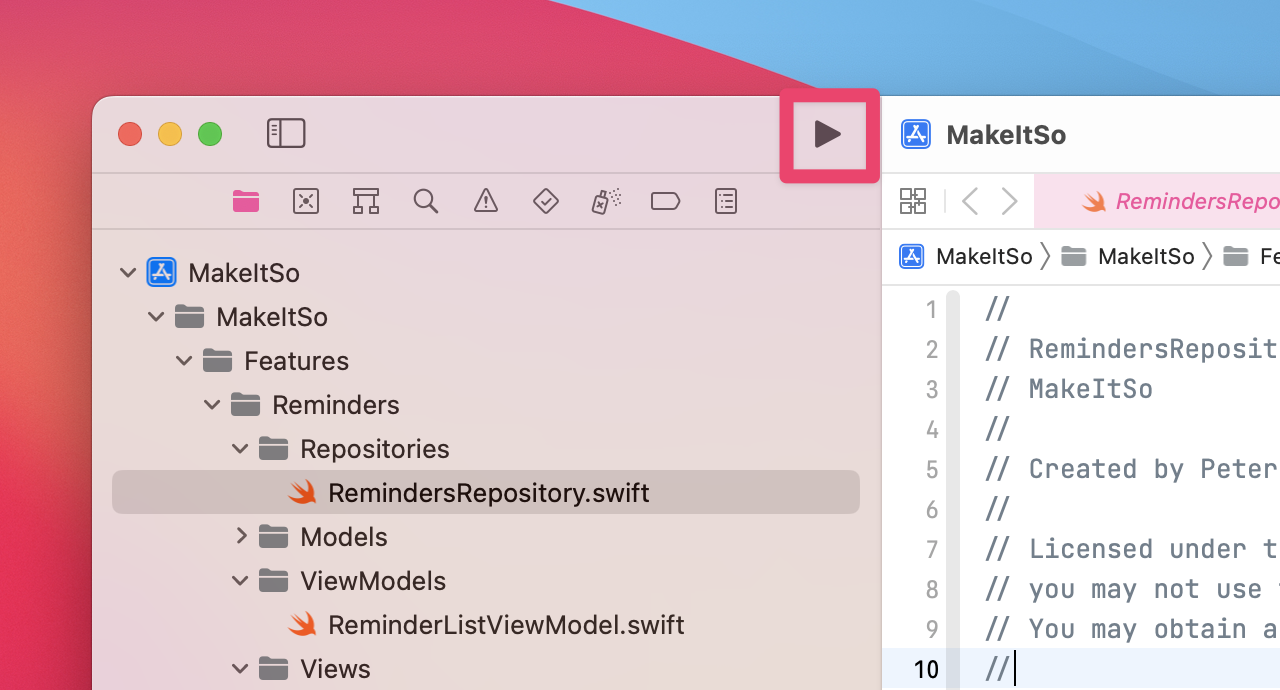 MakeItSo
RemindersRepo
MakeItSo
MakeItSo
MakeItSo
Fe
MakeItSo
Features
Reminders
Repositories
RemindersRepository.swift
Models
ViewModels
ReminderListViewModel.swift
Views
1 //
2 // RemindersReposit
3 // MakeItSo
4 //
5 // Created by Peter
6 //
7 // Licensed under t
8 // you may not use
9 // You may obtain a
10 //